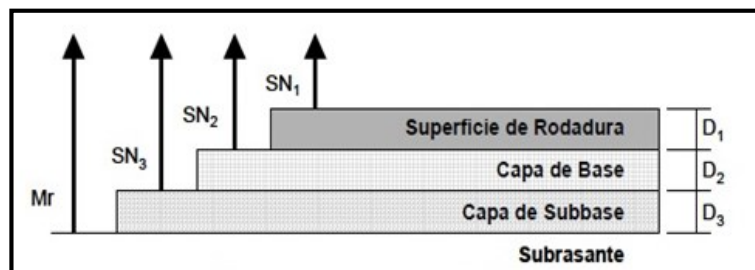 SN1
Superficie de Rodadura
D1
SN2
Capa de Base
D2
SN3
Capa de Subbase
D3
Mr
Subrasante